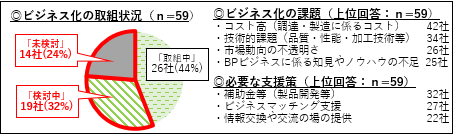 ◎ビジネス化の取組状況（ｎ=59）
「未検討」
14社(24%)
「取組中」
26社(44%)
「検討中」
19社(32%)
◎ビジネス化の課題（上位回答：ｎ=59）
・コスト高（調達・製造に係るコスト） 42社
・技術的課題（品質・性能・加工技術等） 34社
・市場動向の不透明さ 26社
・BPビジネスに係る知見やノウハウの不足 25社
◎必要な支援策（上位回答：ｎ=59）
・補助金等（製品開発等） 32社
・ビジネスマッチング支援 27社
・情報交換や交流の場の提供 22社